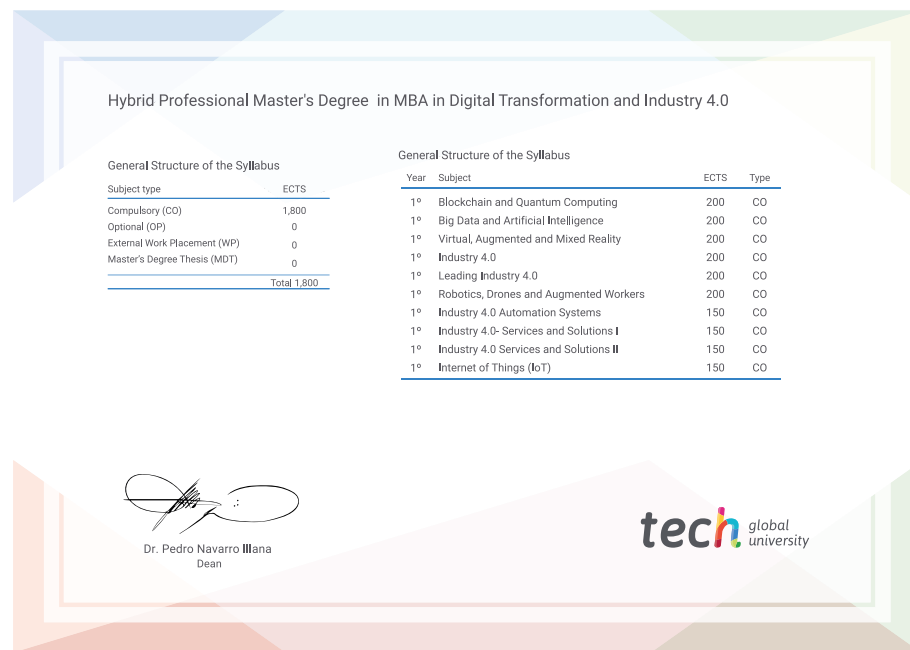 Hybrid Professional Master's Degree in MBA in Digital Transformation and Industry 4.0
General Structure of the Syllabus
Subject type ECTS
Compulsory (CO) 1,800
Optional (OP) 0
External Work Placement (WP) 0
Master's Degree Thesis (MDT) 0
Total 1,800
General Structure of the Syllabus
Year Subject ECTS Type
1º Blockchain and Quantum Computing 200 CO
1º Big Data and Artificial Intelligence 200 CO
1º Virtual, Augmented and Mixed Reality 200 CO
1º Industry 4.0 200 CO
1º Leading Industry 4.0 200 CO
1º Robotics, Drones and Augmented Workers 200 CO
1º Industry 4.0 Automation Systems 150 CO
1º Industry 4.0- Services and Solutions I 150 CO
1º Industry 4.0 Services and Solutions II 150 CO
1º Internet of Things (IoT) 150 CO
Dr. Pedro Navarro Illana
Dean
tech global
university